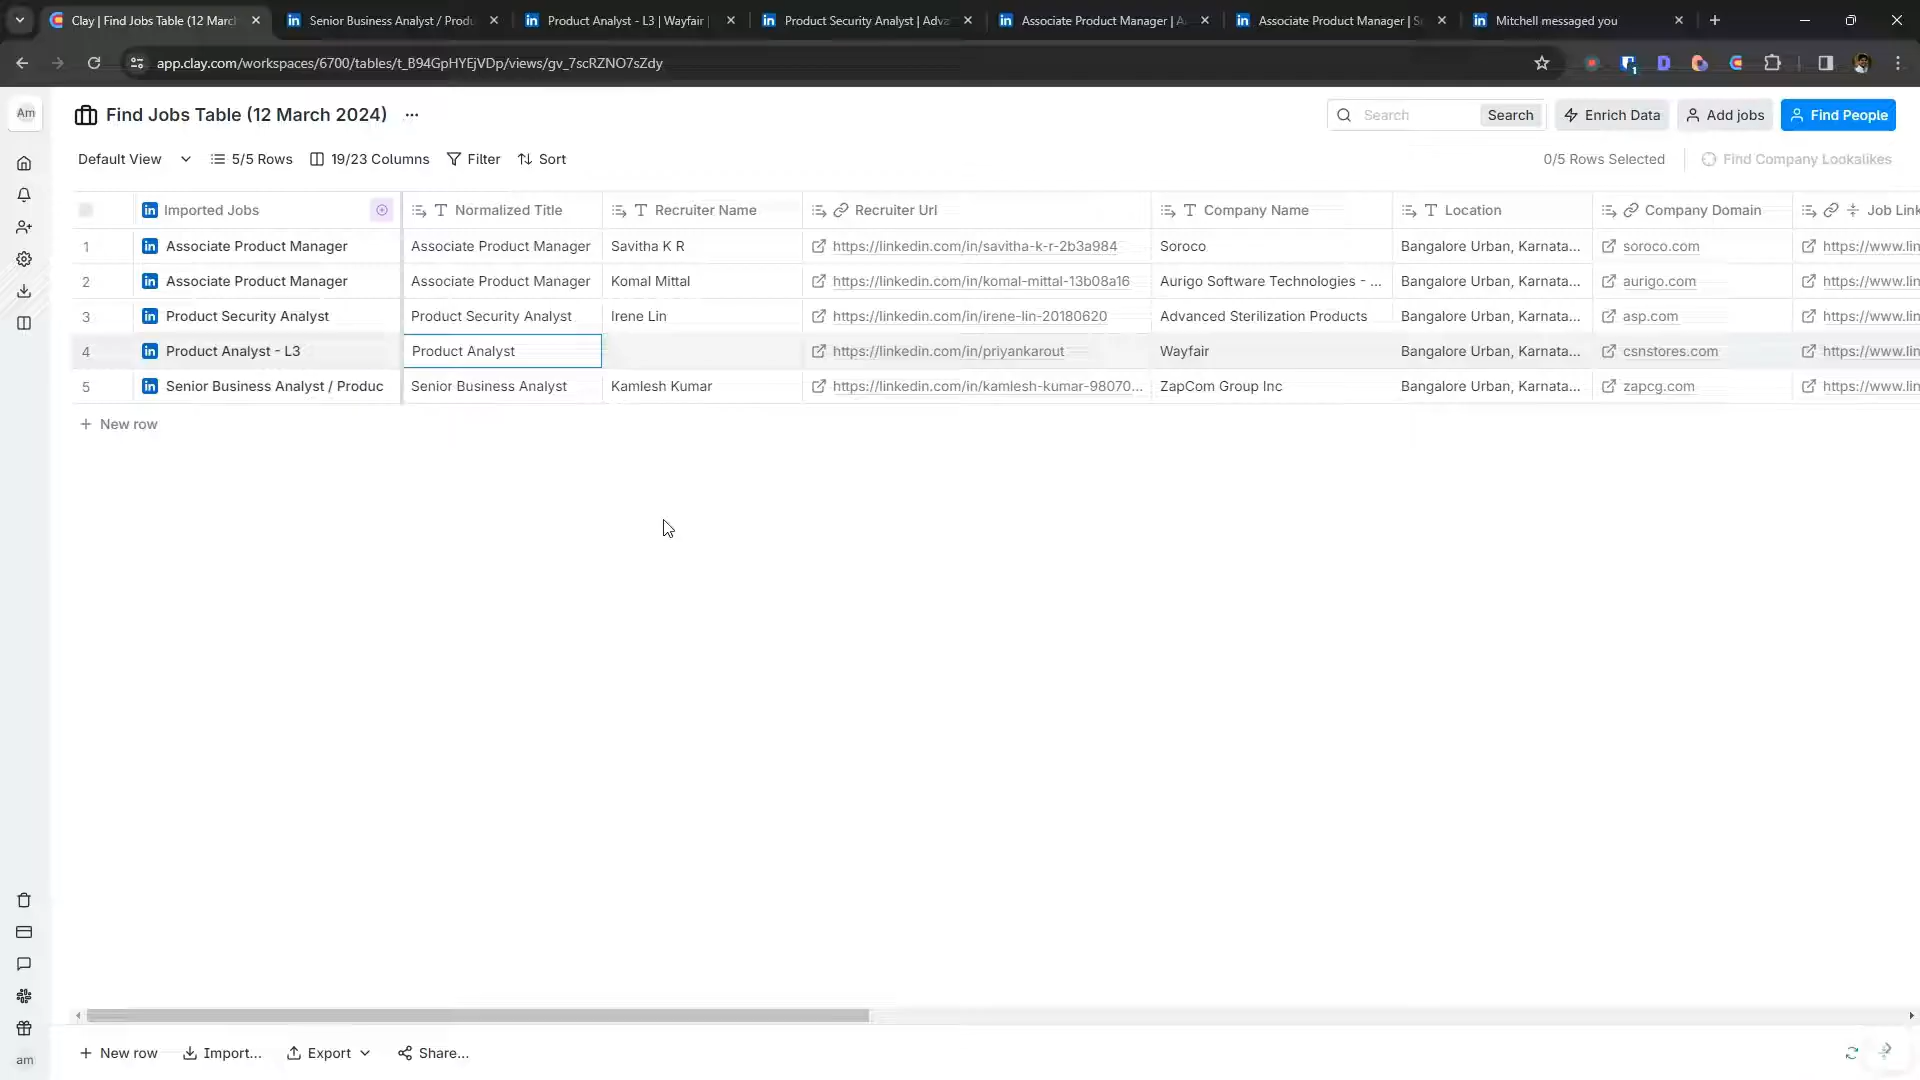 Clay | Find Jobs Table (12 March
Senior Business Analyst / Produ
Product Analyst - L3 | Wayfair |
Product Security Analyst | Adva
Associate Product Manager | A
Associate Product Manager | S
Mitchell messaged you
app.clay.com/workspaces/6700/tables/t_B94GpHYEjVDp/views/gv_7scRZNO7sZdy
Am
Find Jobs Table (12 March 2024) ...
Search Search
Enrich Data
Add jobs
Find People
Default View
5/5 Rows
19/23 Columns
Filter
Sort
0/5 Rows Selected
Find Company Lookalikes
Imported Jobs Normalized Title Recruiter Name Recruiter Url Company Name Location Company Domain Job Link
1 Associate Product Manager Associate Product Manager Savitha K R https://linkedin.com/in/savitha-k-r-2b3a984 Soroco Bangalore Urban, Karnata... soroco.com https://www.lin
2 Associate Product Manager Associate Product Manager Komal Mittal https://linkedin.com/in/komal-mittal-13b08a16 Aurigo Software Technologies - ... Bangalore Urban, Karnata... aurigo.com https://www.lin
3 Product Security Analyst Product Security Analyst Irene Lin https://linkedin.com/in/irene-lin-20180620 Advanced Sterilization Products Bangalore Urban, Karnata... asp.com https://www.lin
4 Product Analyst - L3 Product Analyst https://linkedin.com/in/priyankarout Wayfair Bangalore Urban, Karnata... csnstores.com https://www.lin
5 Senior Business Analyst / Produc Senior Business Analyst Kamlesh Kumar https://linkedin.com/in/kamlesh-kumar-98070... ZapCom Group Inc Bangalore Urban, Karnata... zapcg.com https://www.lin
+ New row
am
+ New row
Import...
Export
Share...